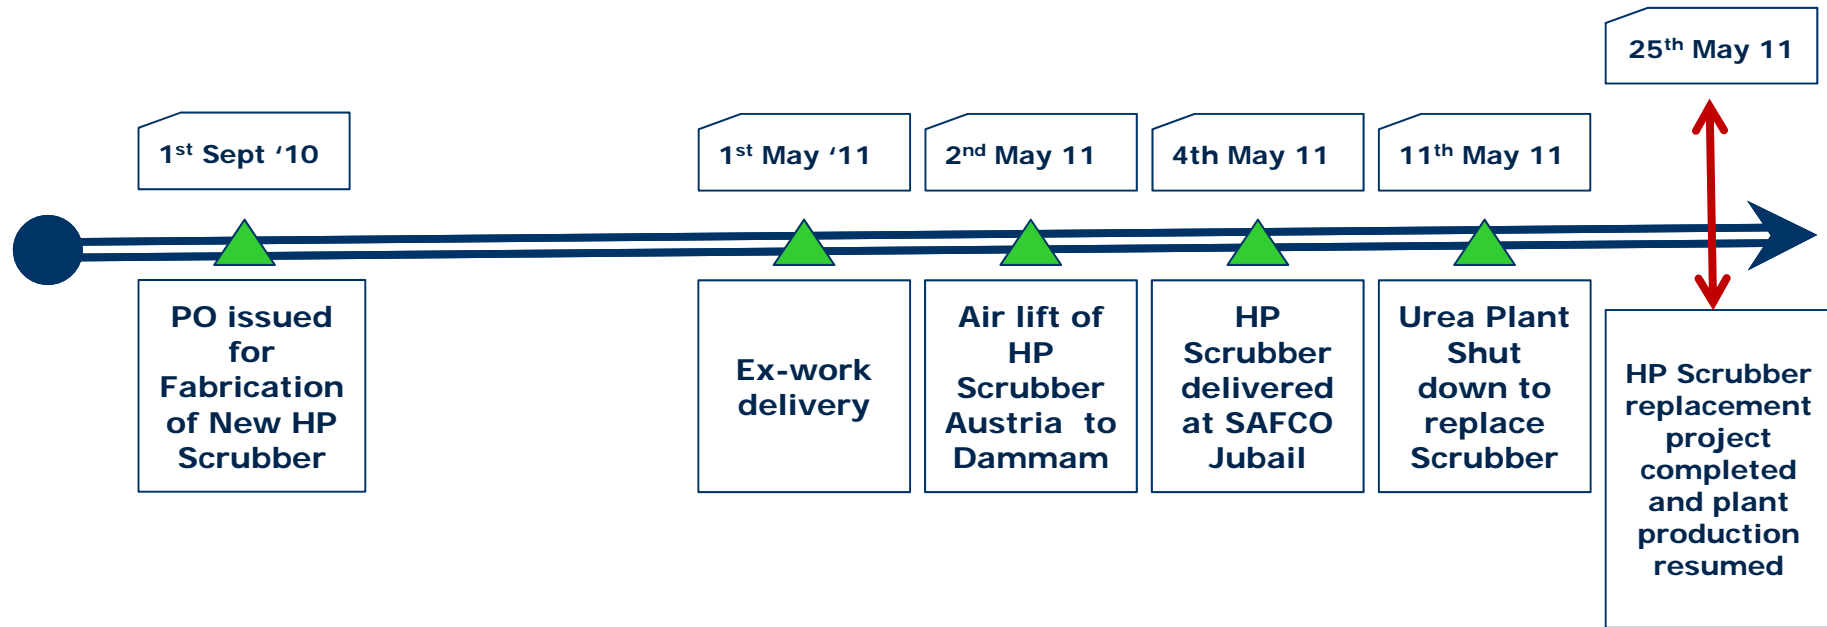 25th May 11
1st Sept ‘10
1st May ‘11
2nd May 11
4th May 11
11th May 11
PO issued
for
Fabrication
of New HP
Scrubber
Ex-work
delivery
Air lift of
HP
Scrubber
Austria to
Dammam
HP
Scrubber
delivered
at SAFCO
Jubail
Urea Plant
Shut
down to
replace
Scrubber
HP Scrubber
replacement
project
completed
and plant
production
resumed